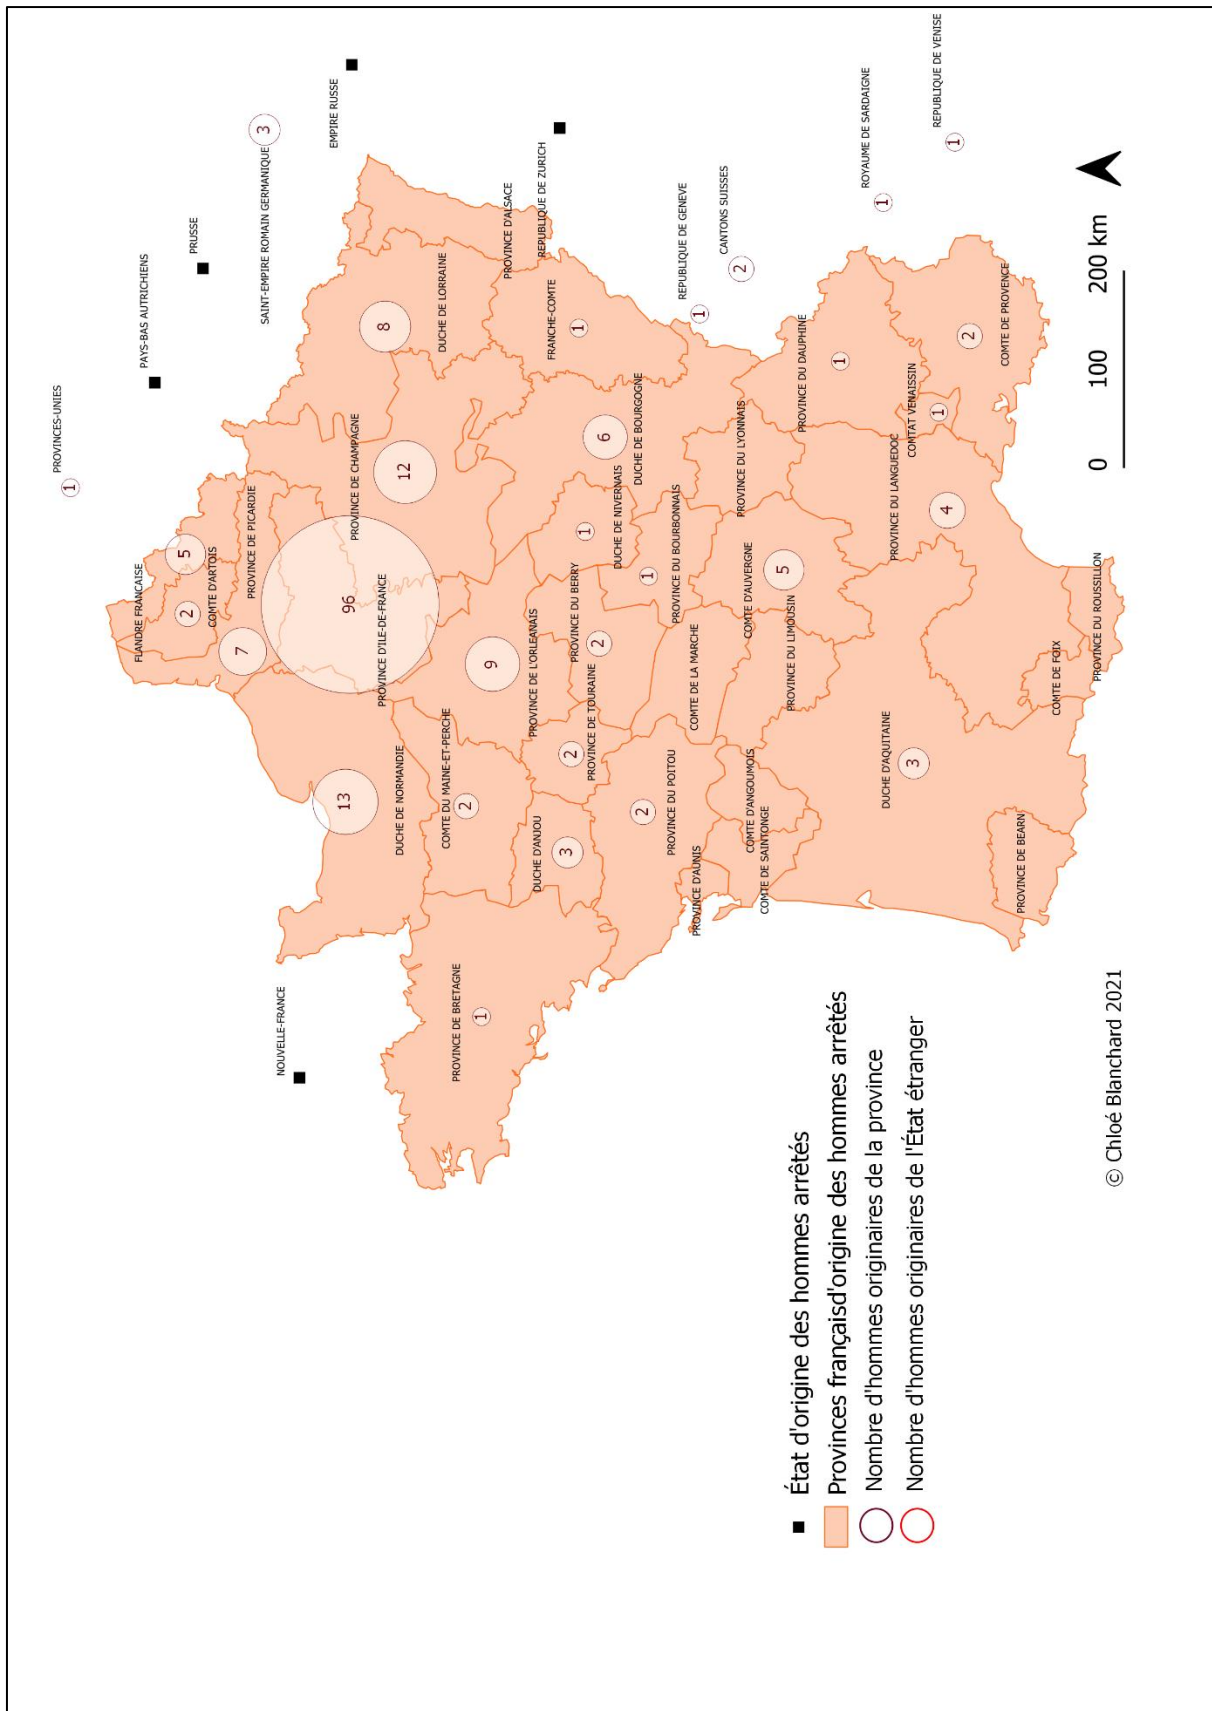 PROVINCES-UNIES
1
PAYS-BAS AUTRICHIENS
PRUSSE
SAINT-EMPIRE ROMAIN GERMANIQUE
3
EMPIRE RUSSE
NOUVELLE-FRANCE
FLANDRE FRANCAISE
5
2
COMTE D'ARTOIS
7
PROVINCE DE PICARDIE
13
DUCHE DE NORMANDIE
96
PROVINCE D'ILE-DE-FRANCE
PROVINCE DE CHAMPAGNE
12
8
DUCHE DE LORRAINE
PROVINCE D'ALSACE
REPUBLIQUE DE ZURICH
PROVINCE DE BRETAGNE
1
COMTE DU MAINE-ET-PERCHE
2
9
PROVINCE DE L'ORLEANAIS
DUCHE D'ANJOU
3
2
PROVINCE DE TOURAINE
PROVINCE DU BERRY
2
1
DUCHE DE NIVERNAIS
6
DUCHE DE BOURGOGNE
FRANCHE-COMTE
1
2
PROVINCE DU POITOU
1
PROVINCE DU BOURBONNAIS
REPUBLIQUE DE GENEVE
1
CANTONS SUISSES
2
PROVINCE D'AUNIS
COMTE DE LA MARCHE
COMTE D'ANGOUMOIS
COMTE DE SAINTONGE
COMTE D'AUVERGNE
5
PROVINCE DU LIMOUSIN
PROVINCE DU LYONNAIS
PROVINCE DU DAUPHINE
1
ROYAUME DE SARDAIGNE
1
DUCHE D'AQUITAINE
3
PROVINCE DU LANGUEDOC
4
COMTAT VENAISSIN
1
2
COMTE DE PROVENCE
REPUBLIQUE DE VENISE
1
PROVINCE DE BEARN
COMTE DE FOIX
PROVINCE DU ROUSSILLON
État d'origine des hommes arrêtés
Provinces françaisd'origine des hommes arrêtés
Nombre d'hommes originaires de la province
Nombre d'hommes originaires de l'État étranger
0 100 200 km
© Chloé Blanchard 2021